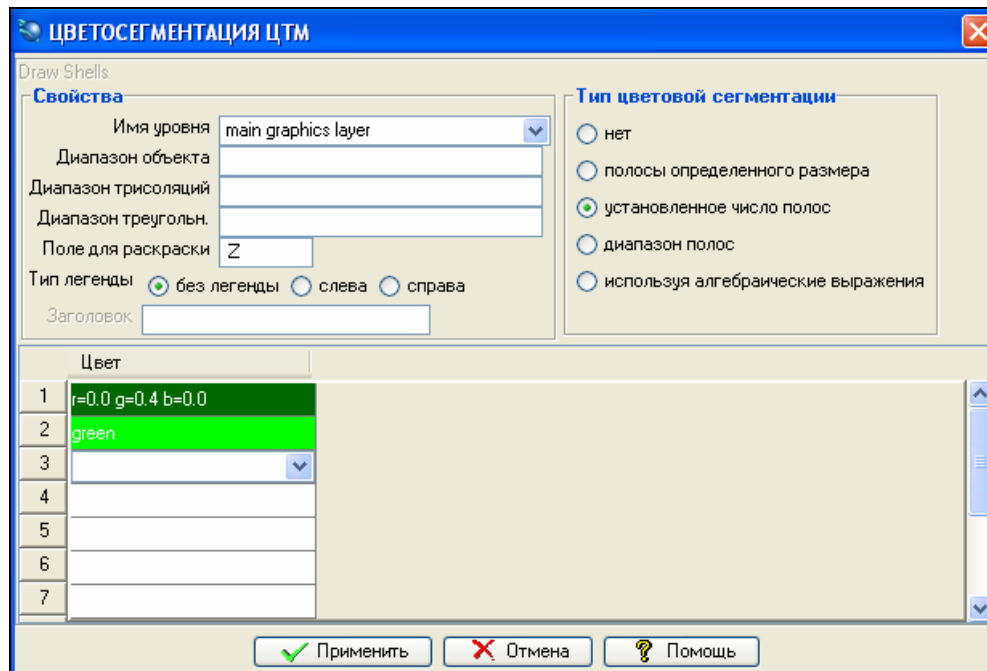 ЦВЕТОСЕГМЕНТАЦИЯ ЦТМ
Draw Shells
Свойства
Имя уровня main graphics layer
Диапазон объекта
Диапазон трисоляций
Диапазон треугольн.
Поле для раскраски Z
Тип легенды без легенды слева справа
Заголовок
Тип цветовой сегментации
нет
полосы определенного размера
установленное число полос
диапазон полос
используя алгебраические выражения
Цвет
1 r=0.0 g=0.4 b=0.0
2 green
3
4
5
6
7
Применить Отмена Помощь